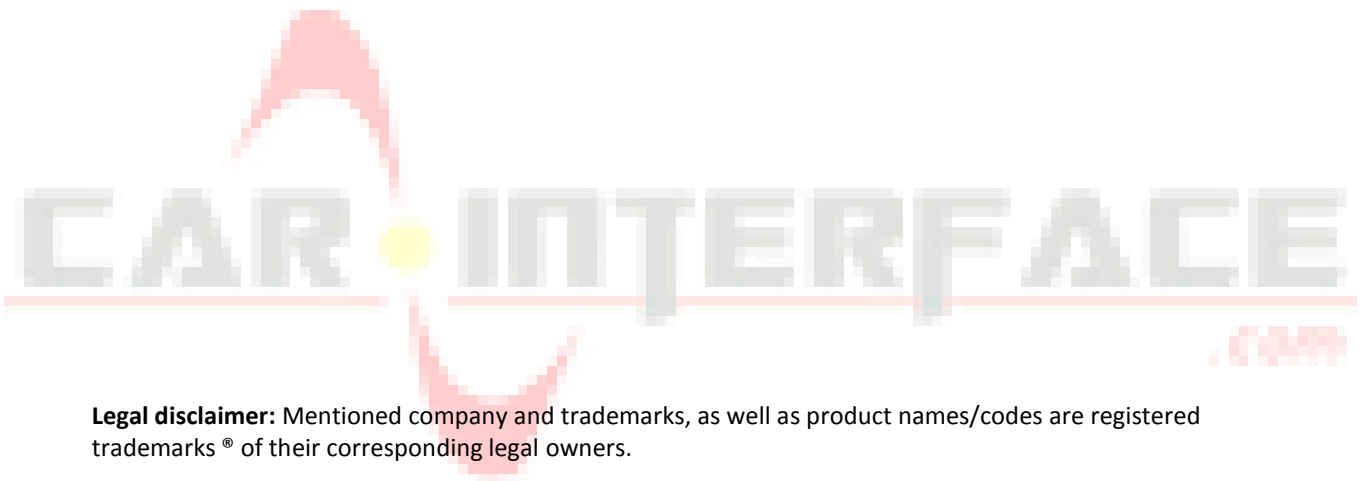 CAR INTERFACE
.com
Legal disclaimer: Mentioned company and trademarks, as well as product names/codes are registered
trademarks ® of their corresponding legal owners.